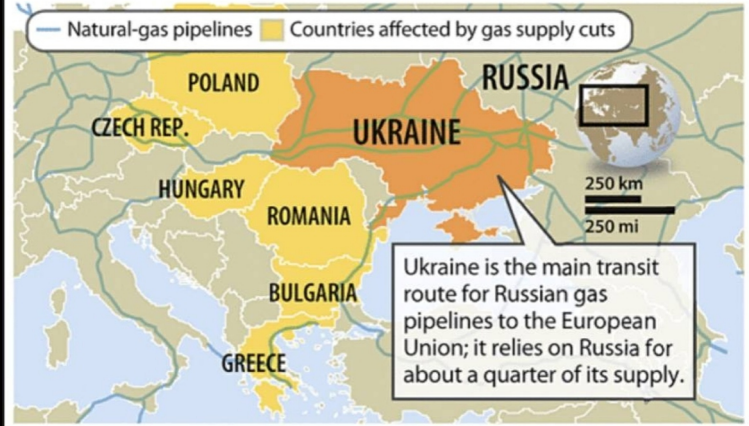 Natural-gas pipelines
Countries affected by gas supply cuts
POLAND
RUSSIA
CZECH REP.
UKRAINE
HUNGARY
ROMANIA
250 km
250 mi
BULGARIA
GREECE
Ukraine is the main transit
route for Russian gas
pipelines to the European
Union; it relies on Russia for
about a quarter of its supply.